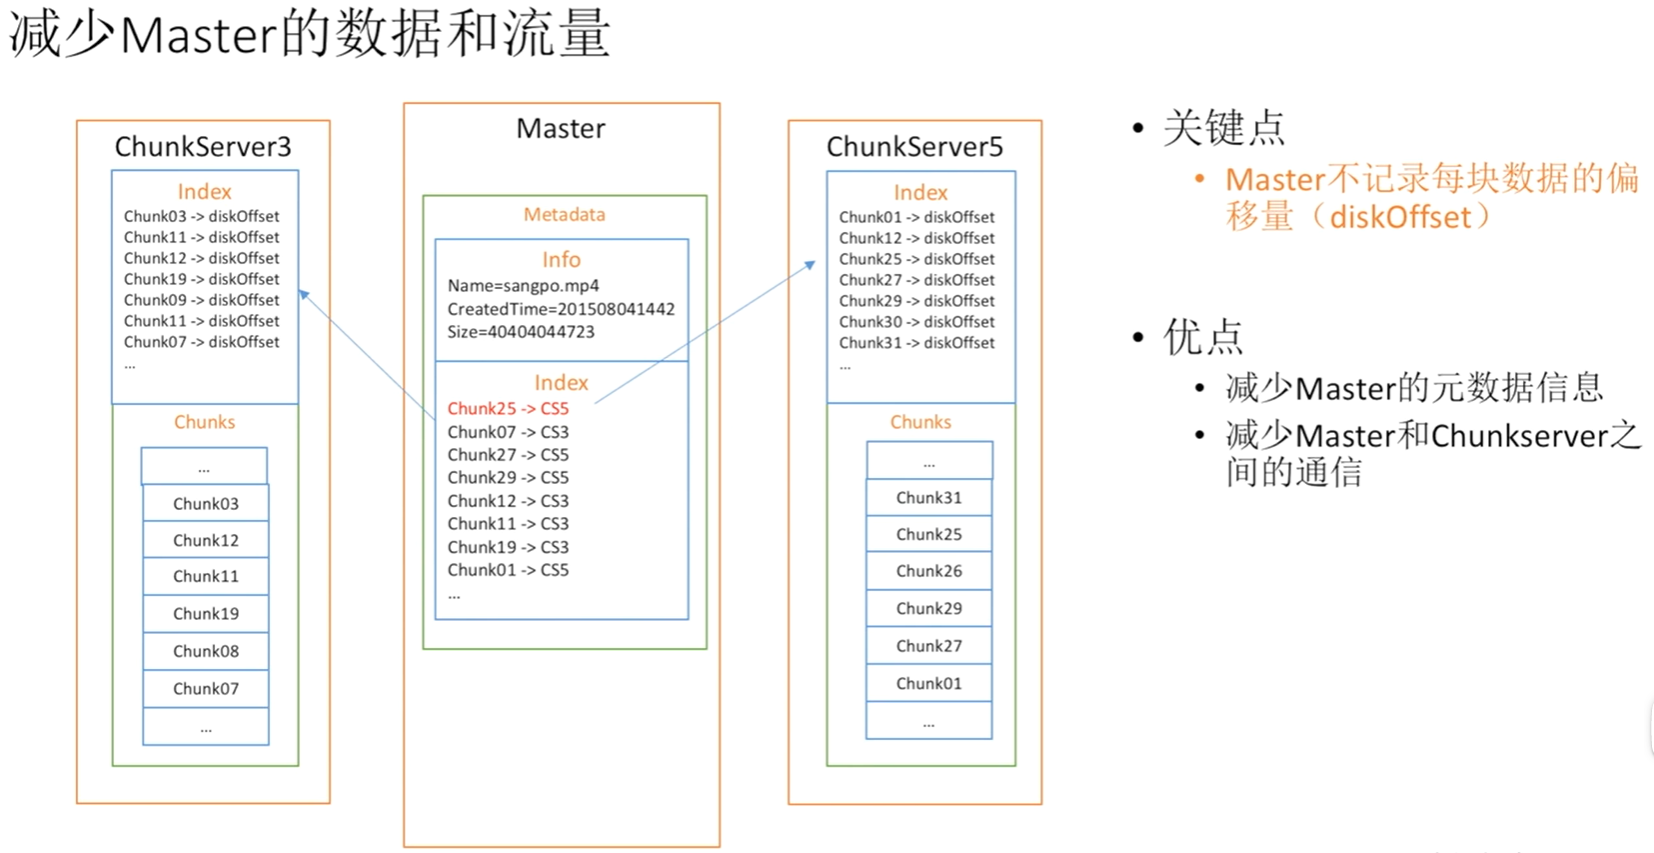 减少Master的数据和流量
ChunkServer3
Index
Chunk03 -> diskOffset
Chunk11 -> diskOffset
Chunk12 -> diskOffset
Chunk19 -> diskOffset
Chunk09 -> diskOffset
Chunk11 -> diskOffset
Chunk07 -> diskOffset
...
Chunks
...
Chunk03
Chunk12
Chunk11
Chunk19
Chunk08
Chunk07
...
Master
Metadata
Info
Name=sangpo.mp4
CreatedTime=201508041442
Size=40404044723
Index
Chunk25 -> CS5
Chunk07 -> CS3
Chunk27 -> CS5
Chunk29 -> CS5
Chunk12 -> CS3
Chunk11 -> CS3
Chunk19 -> CS3
Chunk01 -> CS5
...
ChunkServer5
Index
Chunk01 -> diskOffset
Chunk12 -> diskOffset
Chunk25 -> diskOffset
Chunk27 -> diskOffset
Chunk29 -> diskOffset
Chunk30 -> diskOffset
Chunk31 -> diskOffset
...
Chunks
...
Chunk31
Chunk25
Chunk26
Chunk29
Chunk27
Chunk01
...
• 关键点
• Master不记录每块数据的偏
移量（diskOffset）
• 优点
• 减少Master的元数据信息
• 减少Master和Chunkserver之
间的通信